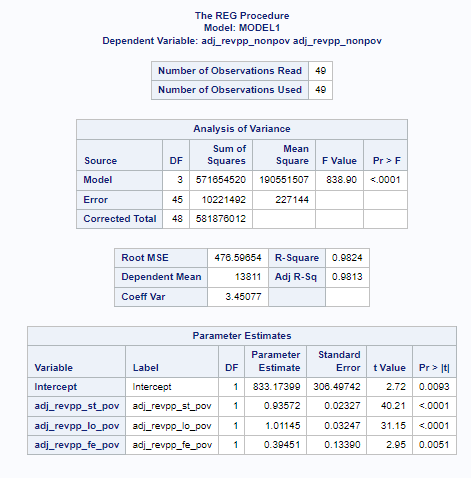 The REG Procedure
Model: MODEL1
Dependent Variable: adj_revpp_nonpov adj_revpp_nonpov
Number of Observations Read 49
Number of Observations Used 49
Analysis of Variance
Source DF Sum of Squares Mean Square F Value Pr > F
Model 3 571654520 190551507 838.90 <.0001
Error 45 10221492 227144
Corrected Total 48 581876012
Root MSE 476.59654 R-Square 0.9824
Dependent Mean 13811 Adj R-Sq 0.9813
Coeff Var 3.45077
Parameter Estimates
Variable Label DF Parameter Estimate Standard Error t Value Pr > |t|
Intercept Intercept 1 833.17399 306.49742 2.72 0.0093
adj_revpp_st_pov adj_revpp_st_pov 1 0.93572 0.02327 40.21 <.0001
adj_revpp_lo_pov adj_revpp_lo_pov 1 1.01145 0.03247 31.15 <.0001
adj_revpp_fe_pov adj_revpp_fe_pov 1 0.39451 0.13390 2.95 0.0051